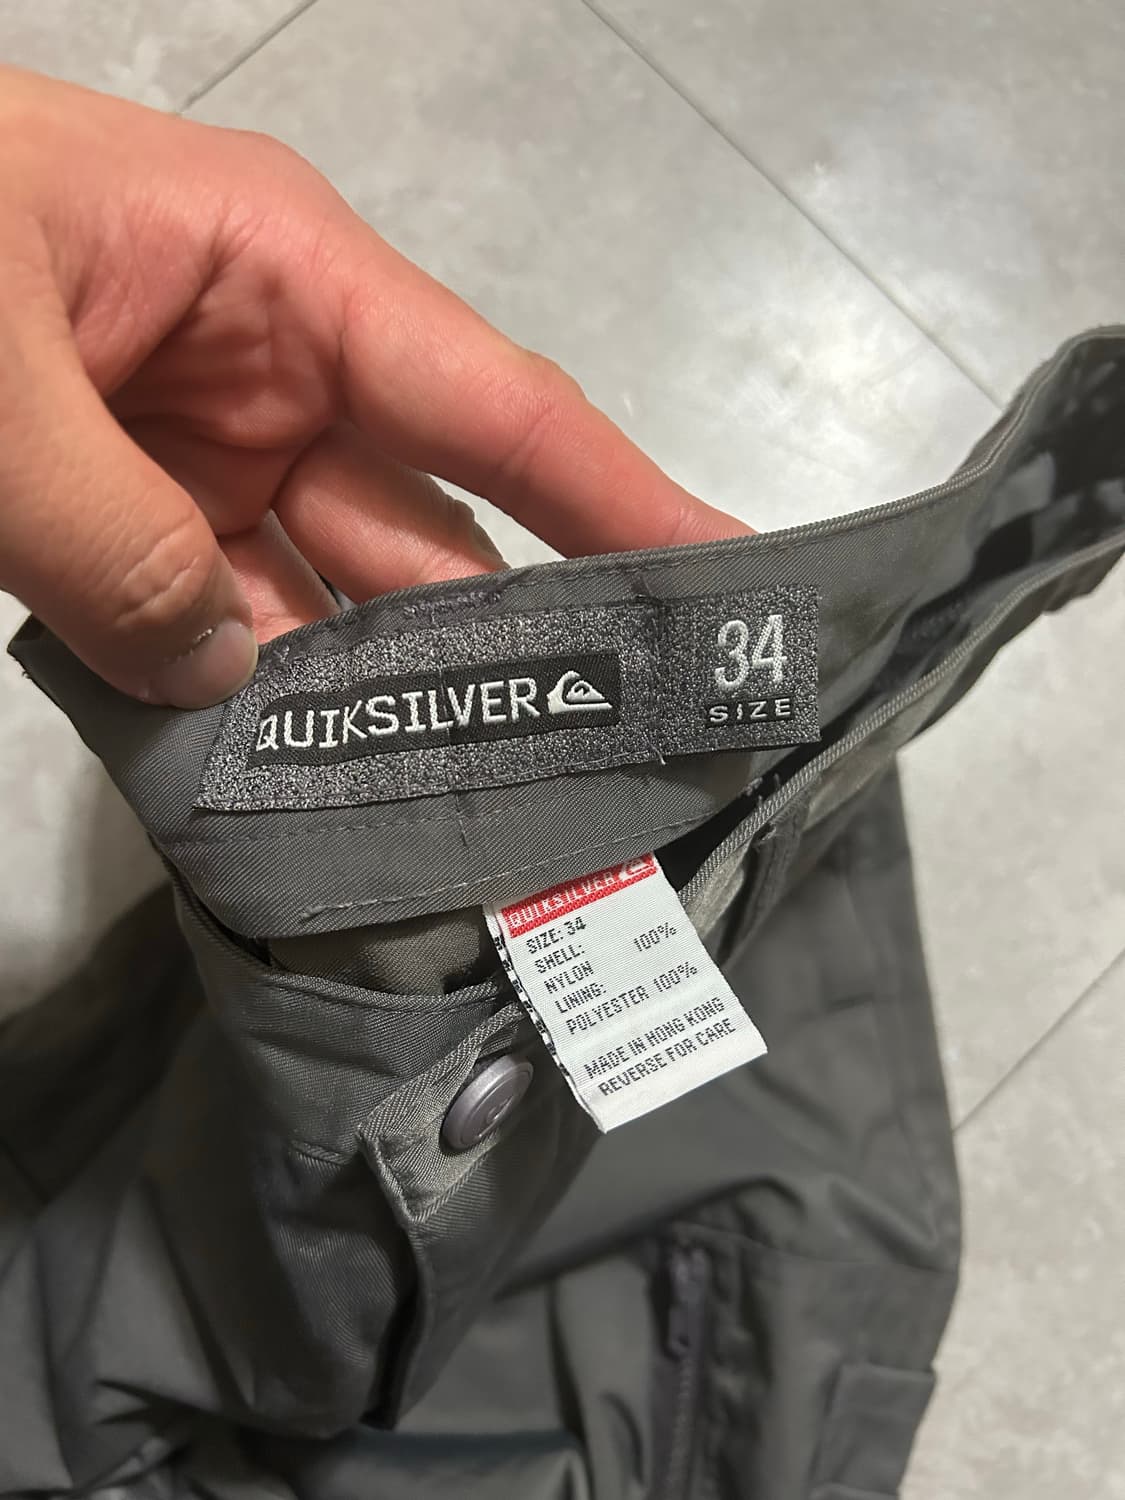 QUIKSILVER
34
SIZE
QUIKSILVER
SIZE: 34
SHELL: 100%
NYLON
LINING:
POLYESTER 100%
MADE IN HONG KONG
REVERSE FOR CARE